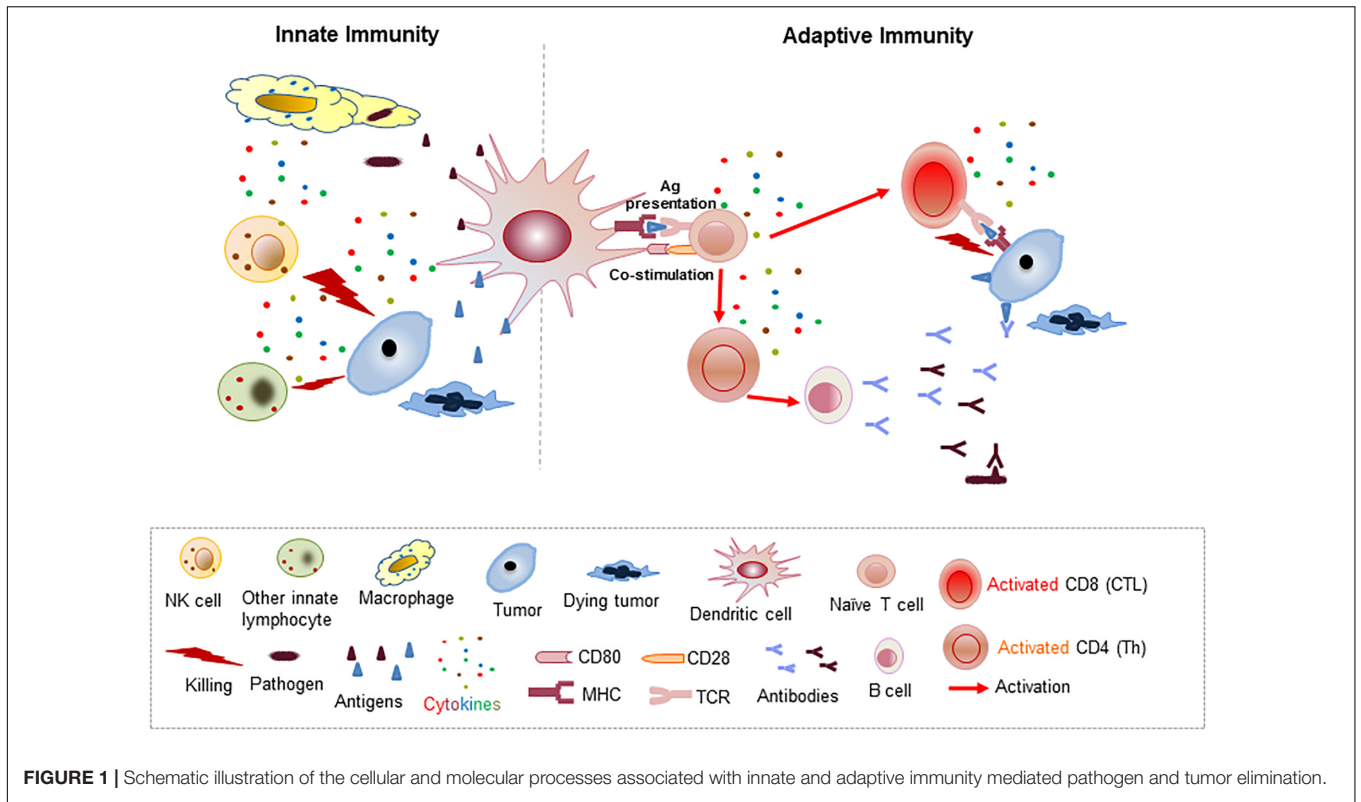 Innate Immunity
Adaptive Immunity
Ag
presentation
Co-stimulation
NK cell
Other innate
lymphocyte
Macrophage
Tumor
Dying tumor
Dendritic cell
Naïve T cell
Activated CD8 (CTL)
Killing
Pathogen
Antigens
Cytokines
CD80
CD28
MHC
TCR
Antibodies
B cell
Activated CD4 (Th)
Activation
FIGURE 1 | Schematic illustration of the cellular and molecular processes associated with innate and adaptive immunity mediated pathogen and tumor elimination.